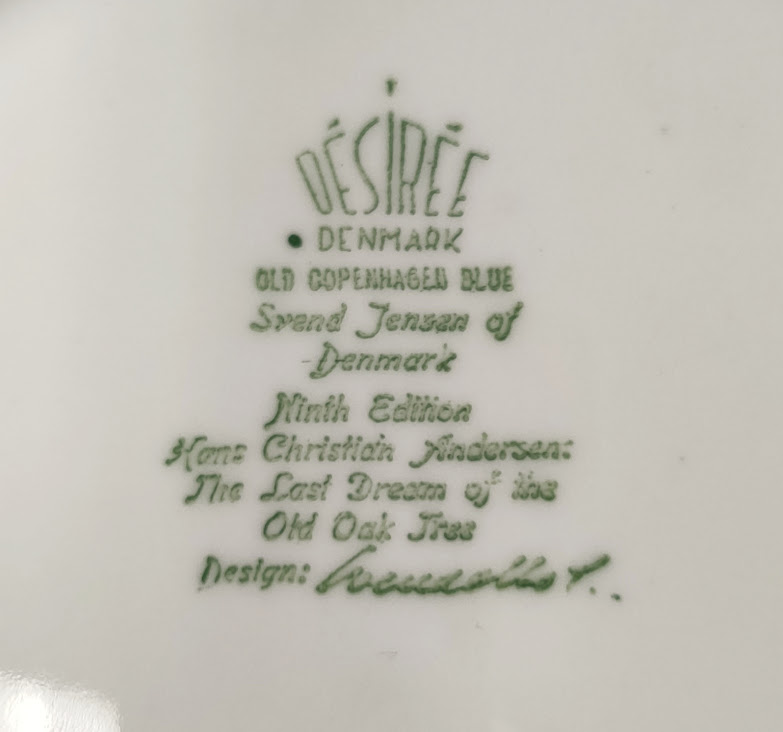 DÉSIRÉE
DENMARK
OLD COPENHAGEN BLUE
Svend Jensen of
Denmark
Ninth Edition
Hans Christian Andersen:
The Last Dream of the
Old Oak Tree
Design: